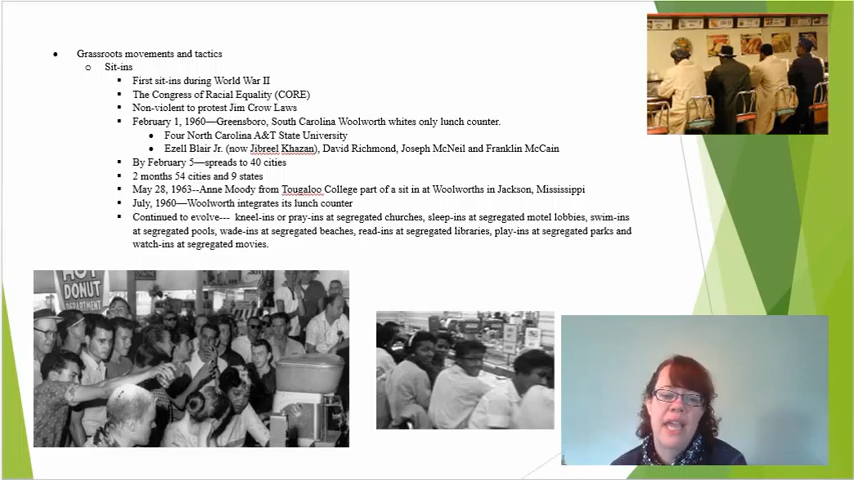 Grassroots movements and tactics
Sit-ins
First sit-ins during World War II
The Congress of Racial Equality (CORE)
Non-violent to protest Jim Crow Laws
February 1, 1960—Greensboro, South Carolina Woolworth whites only lunch counter.
Four North Carolina A&T State University
Ezell Blair Jr. (now Jibreel Khazan), David Richmond, Joseph McNeil and Franklin McCain
By February 5—spreads to 40 cities
2 months 54 cities and 9 states
May 28, 1963--Anne Moody from Tougaloo College part of a sit in at Woolworths in Jackson, Mississippi
July, 1960—Woolworth integrates its lunch counter
Continued to evolve--- kneel-ins or pray-ins at segregated churches, sleep-ins at segregated motel lobbies, swim-ins
at segregated pools, wade-ins at segregated beaches, read-ins at segregated libraries, play-ins at segregated parks and
watch-ins at segregated movies.
HOT
DONUT
DEPARTMENT